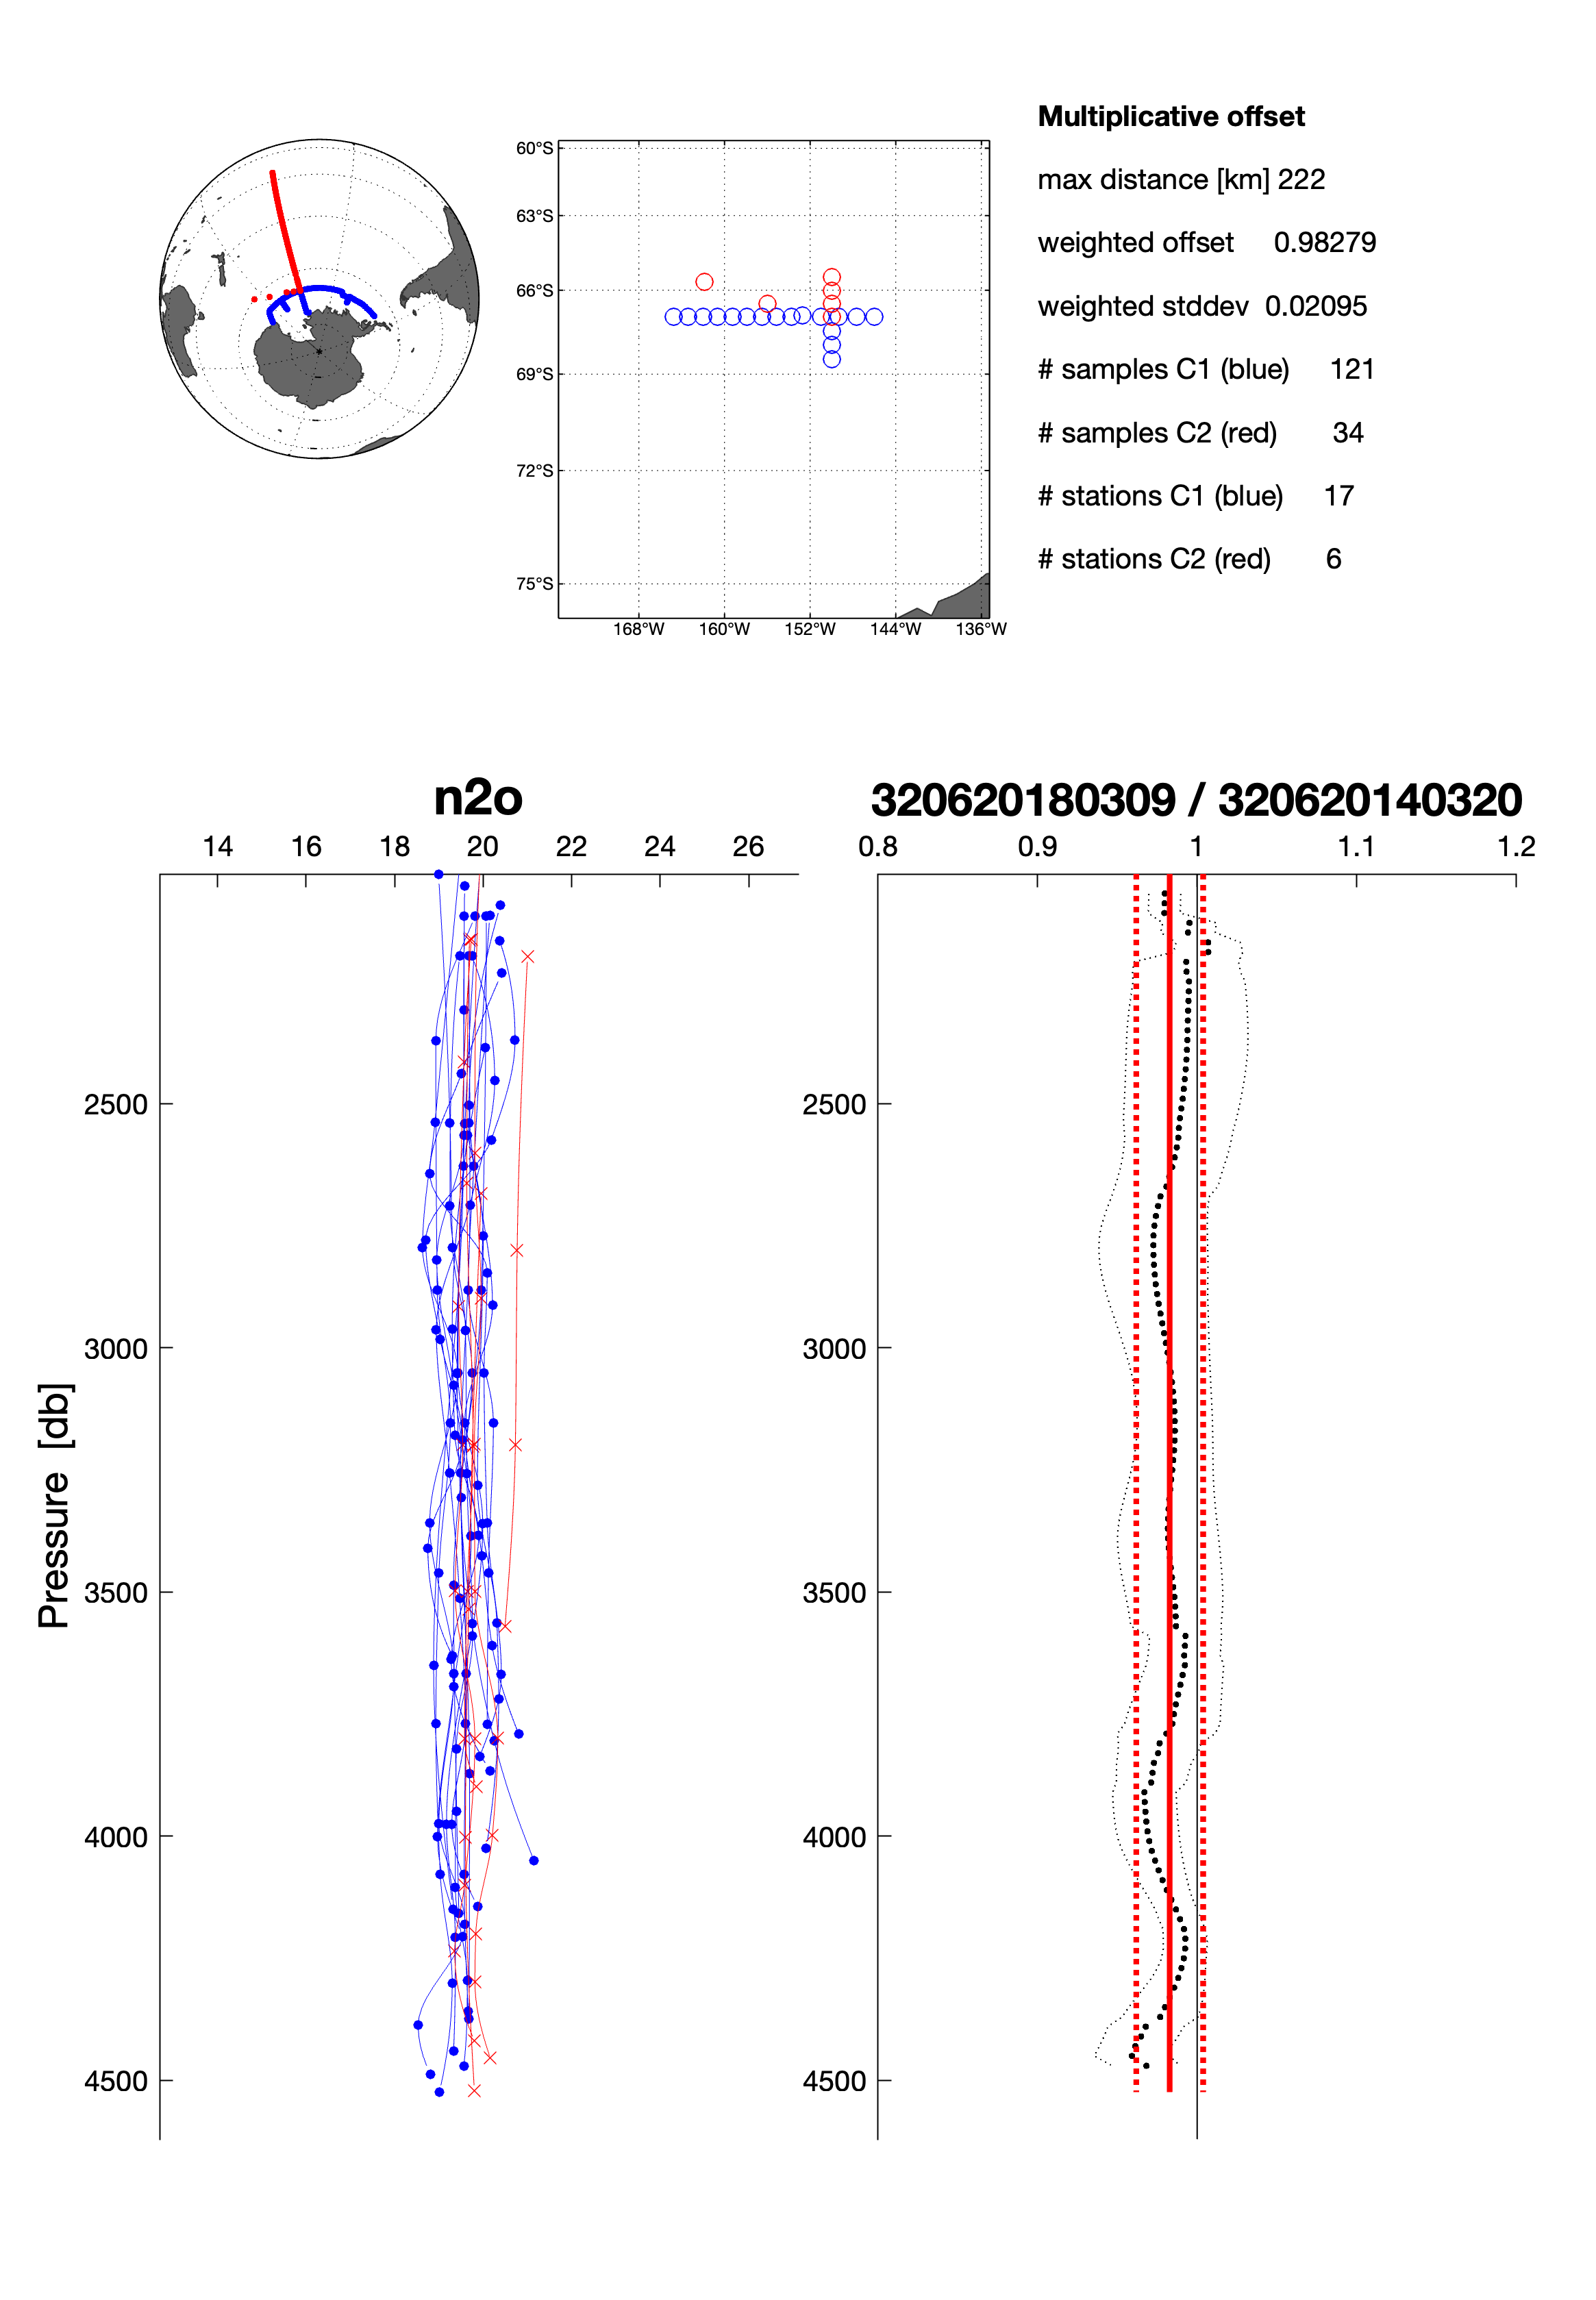 Multiplicative offset
max distance [km] 222
weighted offset 0.98279
weighted stddev 0.02095
# samples C1 (blue) 121
# samples C2 (red) 34
# stations C1 (blue) 17
# stations C2 (red) 6
60°S
63°S
66°S
69°S
72°S
75°S
168°W 160°W 152°W 144°W 136°W
n2o
14 16 18 20 22 24 26
2500
3000
3500
4000
4500
Pressure [db]
320620180309 / 320620140320
0.8 0.9 1 1.1 1.2
2500
3000
3500
4000
4500